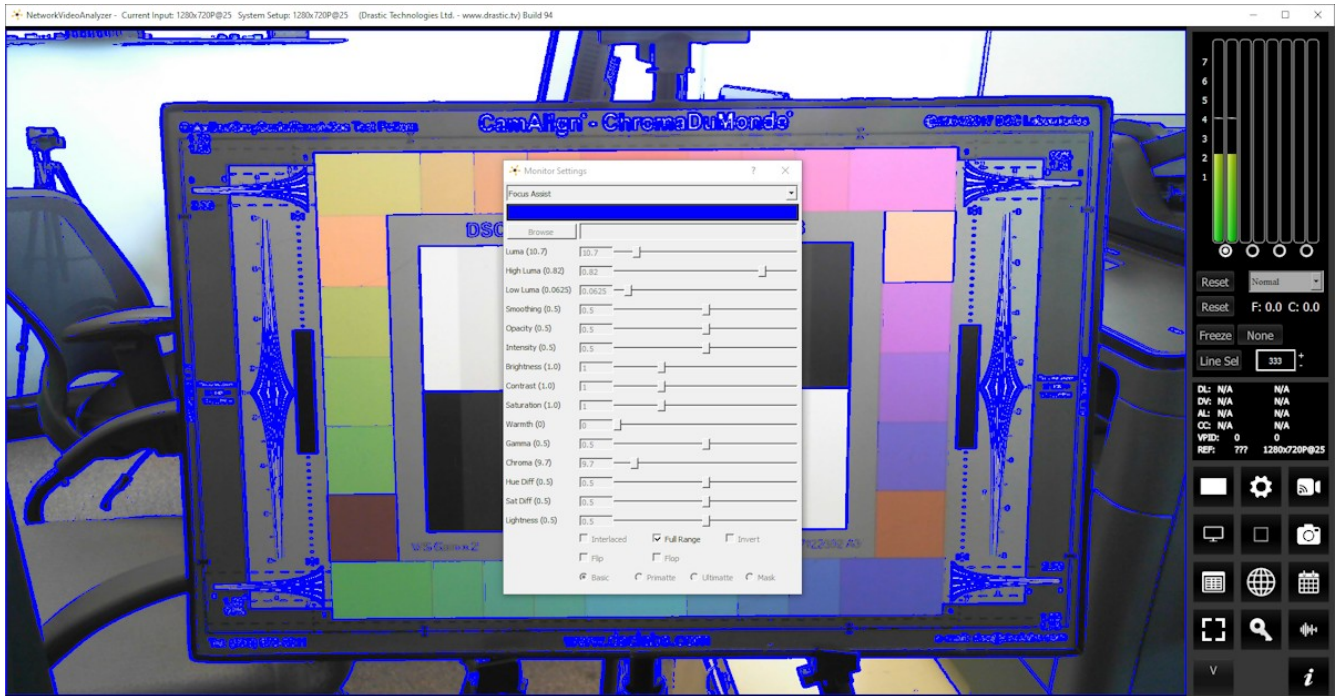 NetworkVideoAnalyzer - Current Input: 1280x720P@25 System Setup: 1280x720P@25 (Drastic Technologies Ltd. - www.drastic.tv) Build 94
CamAlign - ChromaDuMonde
DSC
Monitor Settings
?
Focus Assist
Browse
Luma (10.7) 10.7
High Luma (0.82) 0.82
Low Luma (0.0625) 0.0625
Smoothing (0.5) 0.5
Opacity (0.5) 0.5
Intensity (0.5) 0.5
Brightness (1.0) 1
Contrast (1.0) 1
Saturation (1.0) 1
Warmth (0) 0
Gamma (0.5) 0.5
Chroma (9.7) 9.7
Hue Diff (0.5) 0.5
Sat Diff (0.5) 0.5
Lightness (0.5) 0.5
Interlaced Full Range Invert
Flip Flop
Basic Primatte Ultimatte Mask
7
6
5
4
3
2
1
Reset Normal
Reset F: 0.0 C: 0.0
Freeze None
Line Sel 333 + -
DL: N/A N/A
DV: N/A N/A
AL: N/A N/A
CC: N/A N/A
VPID: 0 0
REF: ??? 1280x720P@25
V
i